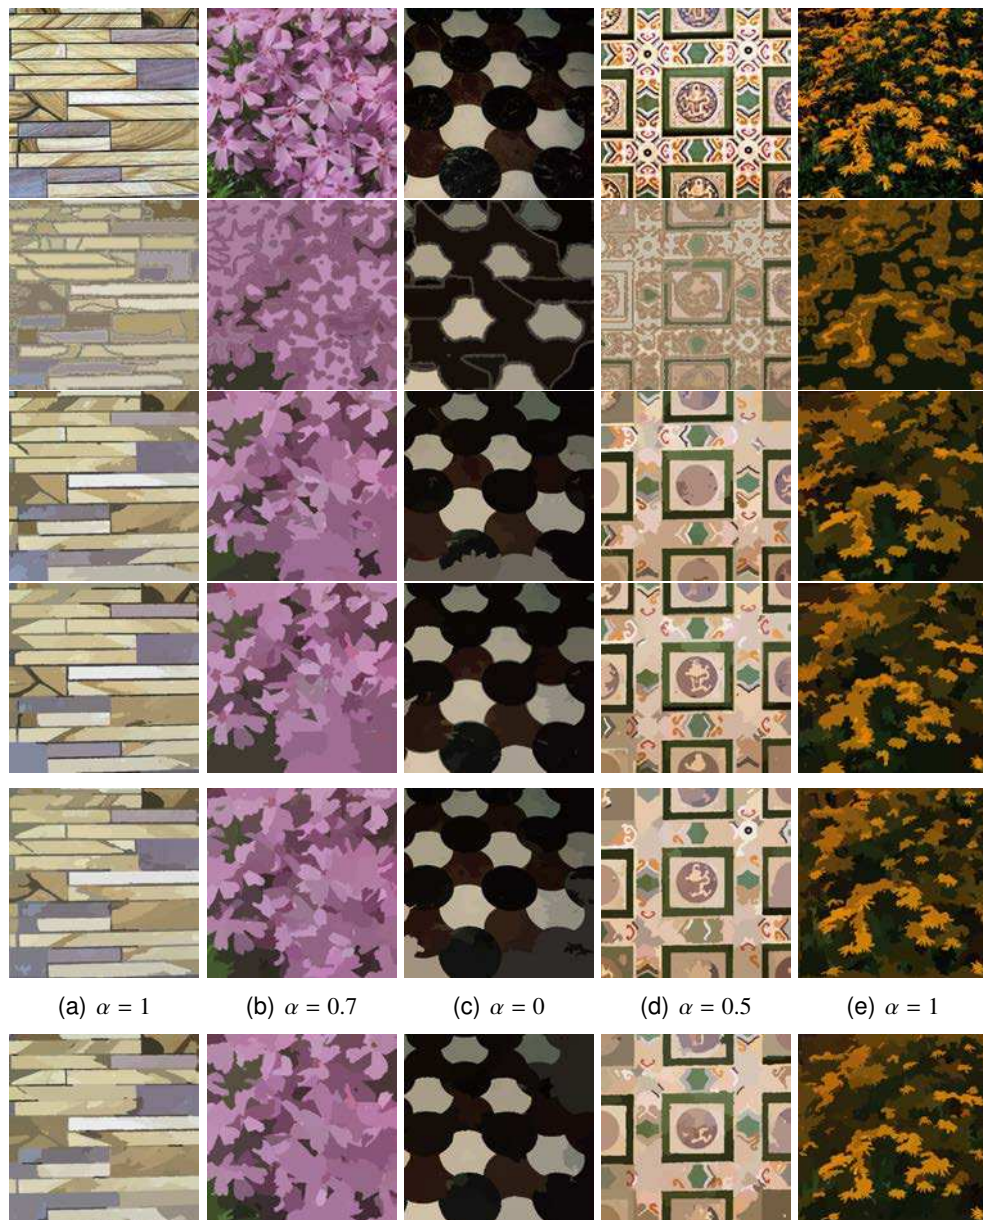 (a) α = 1 (b) α = 0.7 (c) α = 0 (d) α = 0.5 (e) α = 1